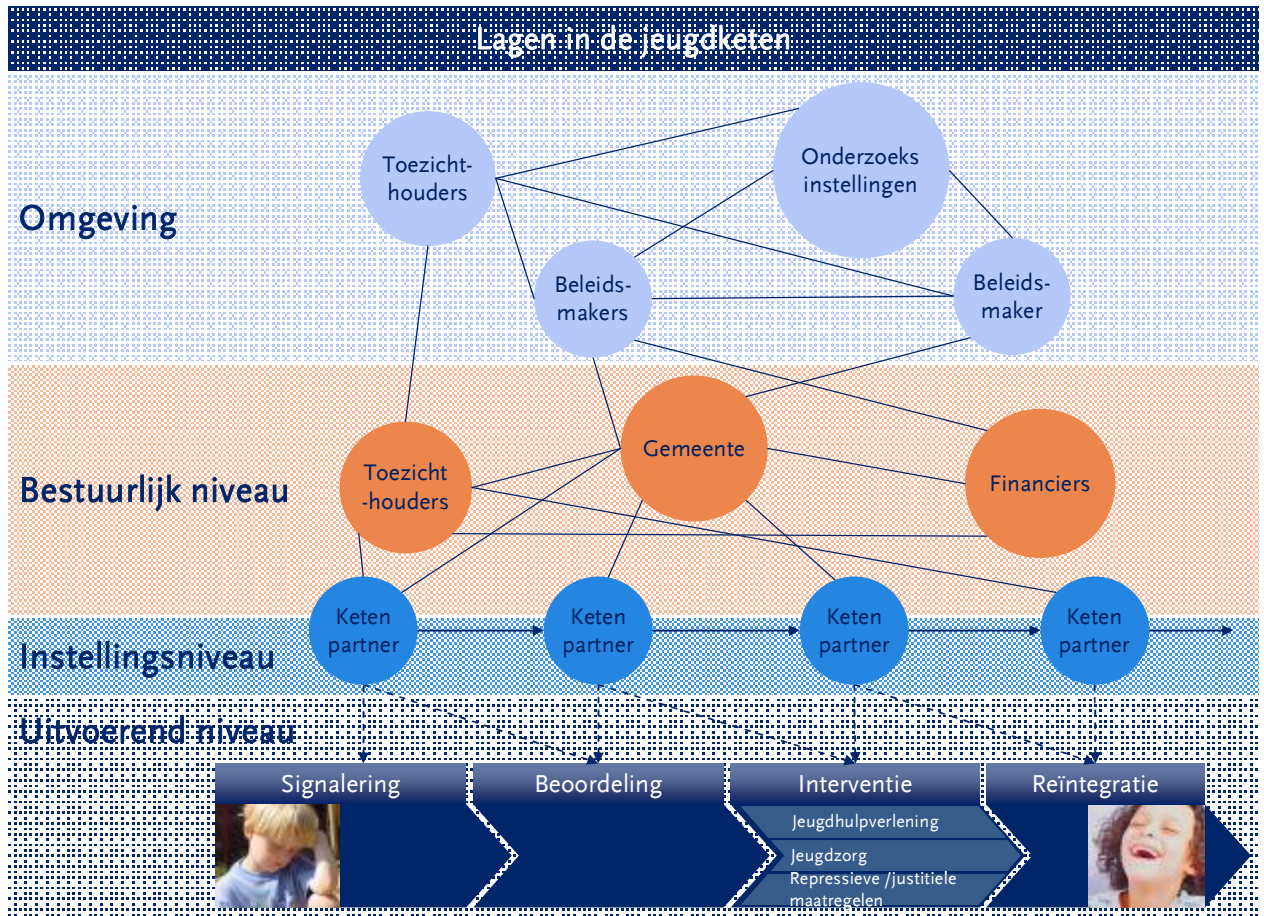 Lagen in de jeugdketen
Omgeving
Toezicht-
houders
Onderzoeks
instellingen
Beleids-
makers
Beleids-
maker
Bestuurlijk niveau
Toezicht
-houders
Gemeente
Financiers
Instellingsniveau
Keten
partner
Keten
partner
Keten
partner
Keten
partner
Uitvoerend niveau
Signalering
Beoordeling
Interventie
Reïntegratie
Jeugdhulpverlening
Jeugdzorg
Repressieve /justitiele
maatregelen